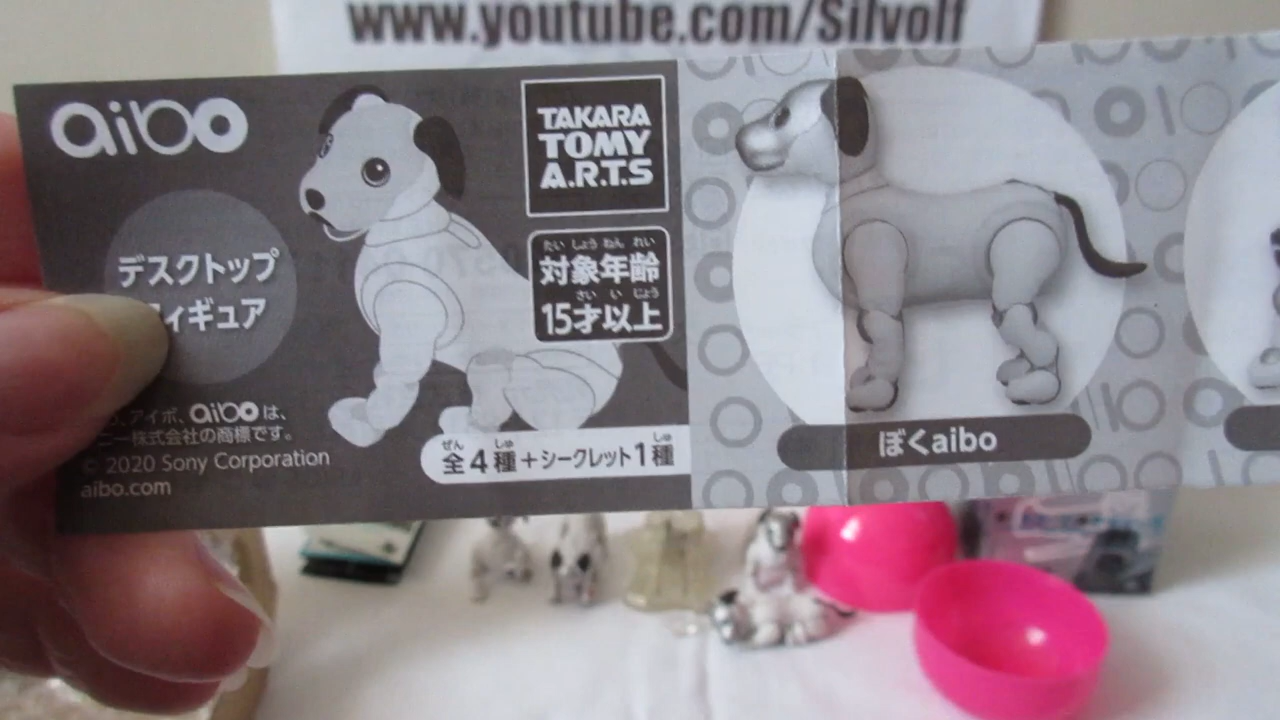 www.youtube.com/Silvolf
aibo
TAKARA
TOMY
A.R.T.S
デスクトップ
ィギュア
たい しょう ねん れい
対象年齢
さい い じょう
15才以上
アイボ、aiboは、
ニー株式会社の商標です。
© 2020 Sony Corporation
aibo.com
ぜん しゅ しゅ
全4種+シークレット1種
ぼくaibo